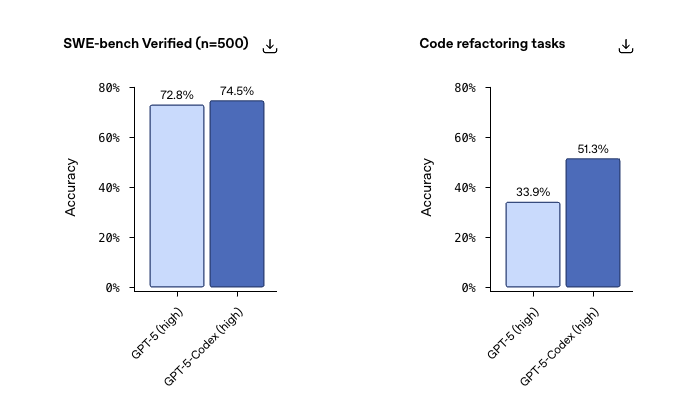 SWE-bench Verified (n=500)
80%
60%
40%
20%
0%
Accuracy
72.8%
74.5%
GPT-5 (high)
GPT-5-Codex (high)
Code refactoring tasks
80%
60%
40%
20%
0%
Accuracy
33.9%
51.3%
GPT-5 (high)
GPT-5-Codex (high)